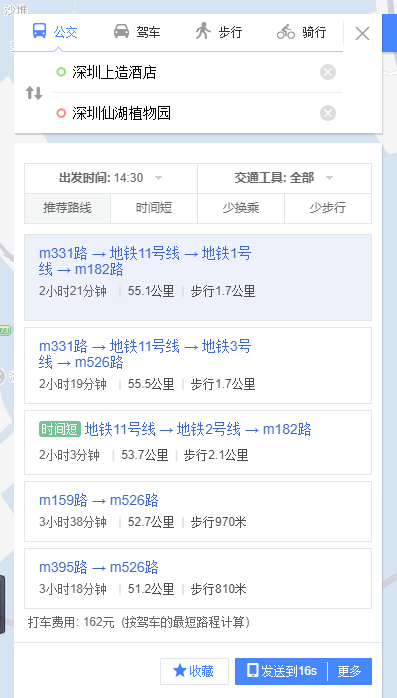 沙堆
公交 驾车 步行 骑行
深圳上造酒店
深圳仙湖植物园
出发时间: 14:30 交通工具: 全部
推荐路线 时间短 少换乘 少步行
m331路 → 地铁11号线 → 地铁1号
线 → m182路
2小时21分钟 | 55.1公里 | 步行1.7公里
m331路 → 地铁11号线 → 地铁3号
线 → m526路
2小时19分钟 | 55.5公里 | 步行1.7公里
时间短 地铁11号线 → 地铁2号线 → m182路
2小时3分钟 | 53.7公里 | 步行2.1公里
m159路 → m526路
3小时38分钟 | 52.7公里 | 步行970米
m395路 → m526路
3小时18分钟 | 51.2公里 | 步行810米
打车费用: 162元 (按驾车的最短路程计算)
收藏 发送到16s 更多